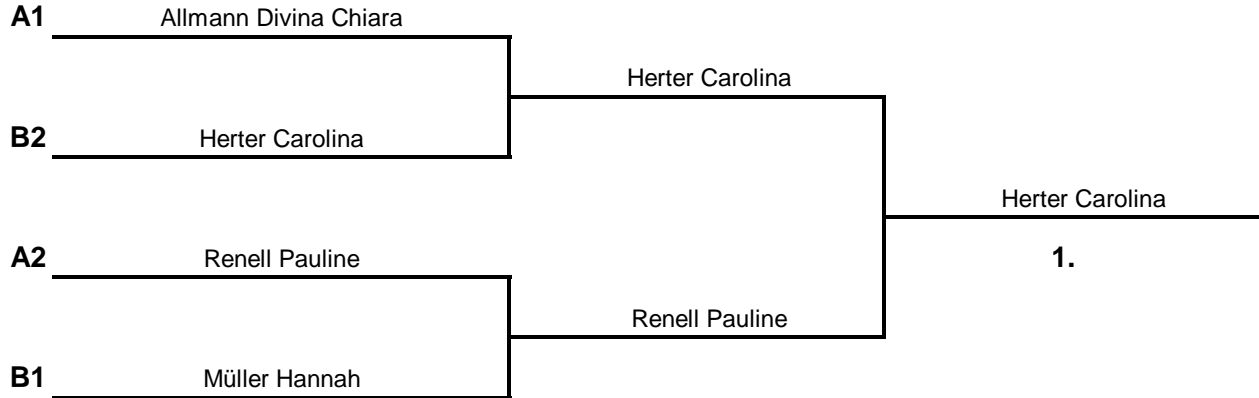 A1 Allmann Divina Chiara
Herter Carolina
B2 Herter Carolina
Herter Carolina
A2 Renell Pauline
1.
Renell Pauline
B1 Müller Hannah